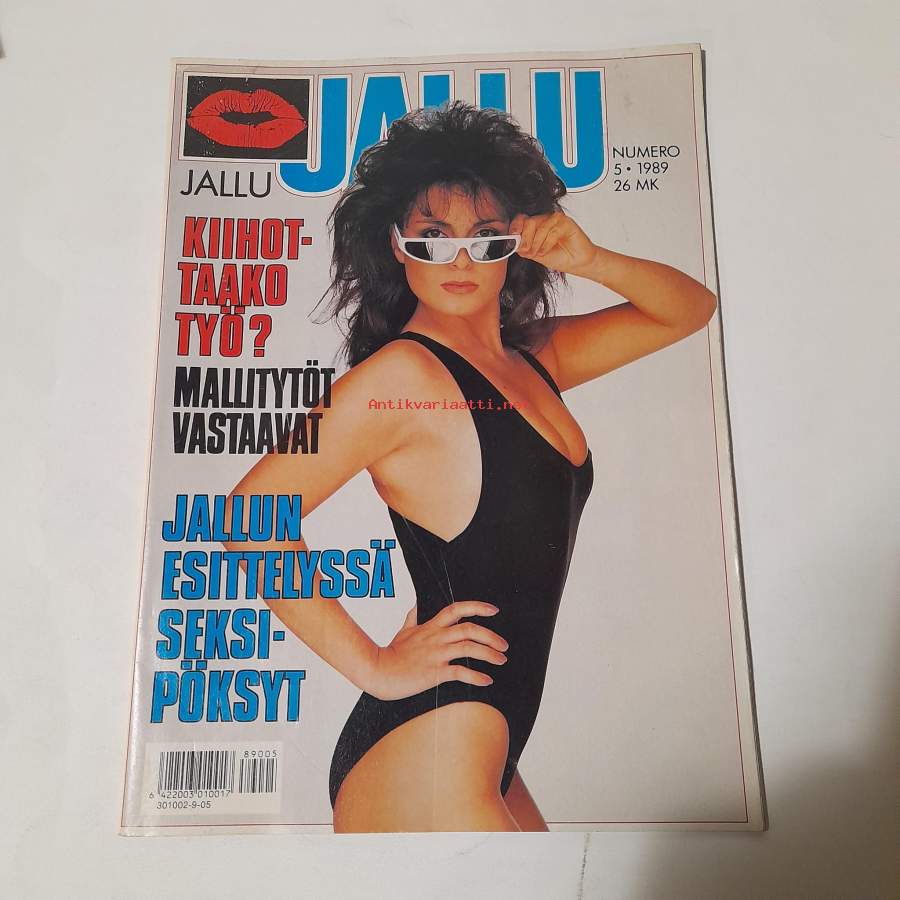 JALLU
JALLU
NUMERO
5 • 1989
26 MK
KIIHOT-
TAAKO
TYÖ?
MALLITYTÖT
VASTAAVAT
Antikvariaatti.net
JALLUN
ESITTELYSSÄ
SEKSI-
PÖKSYT
89005
6 422003 010017
301002-9-05